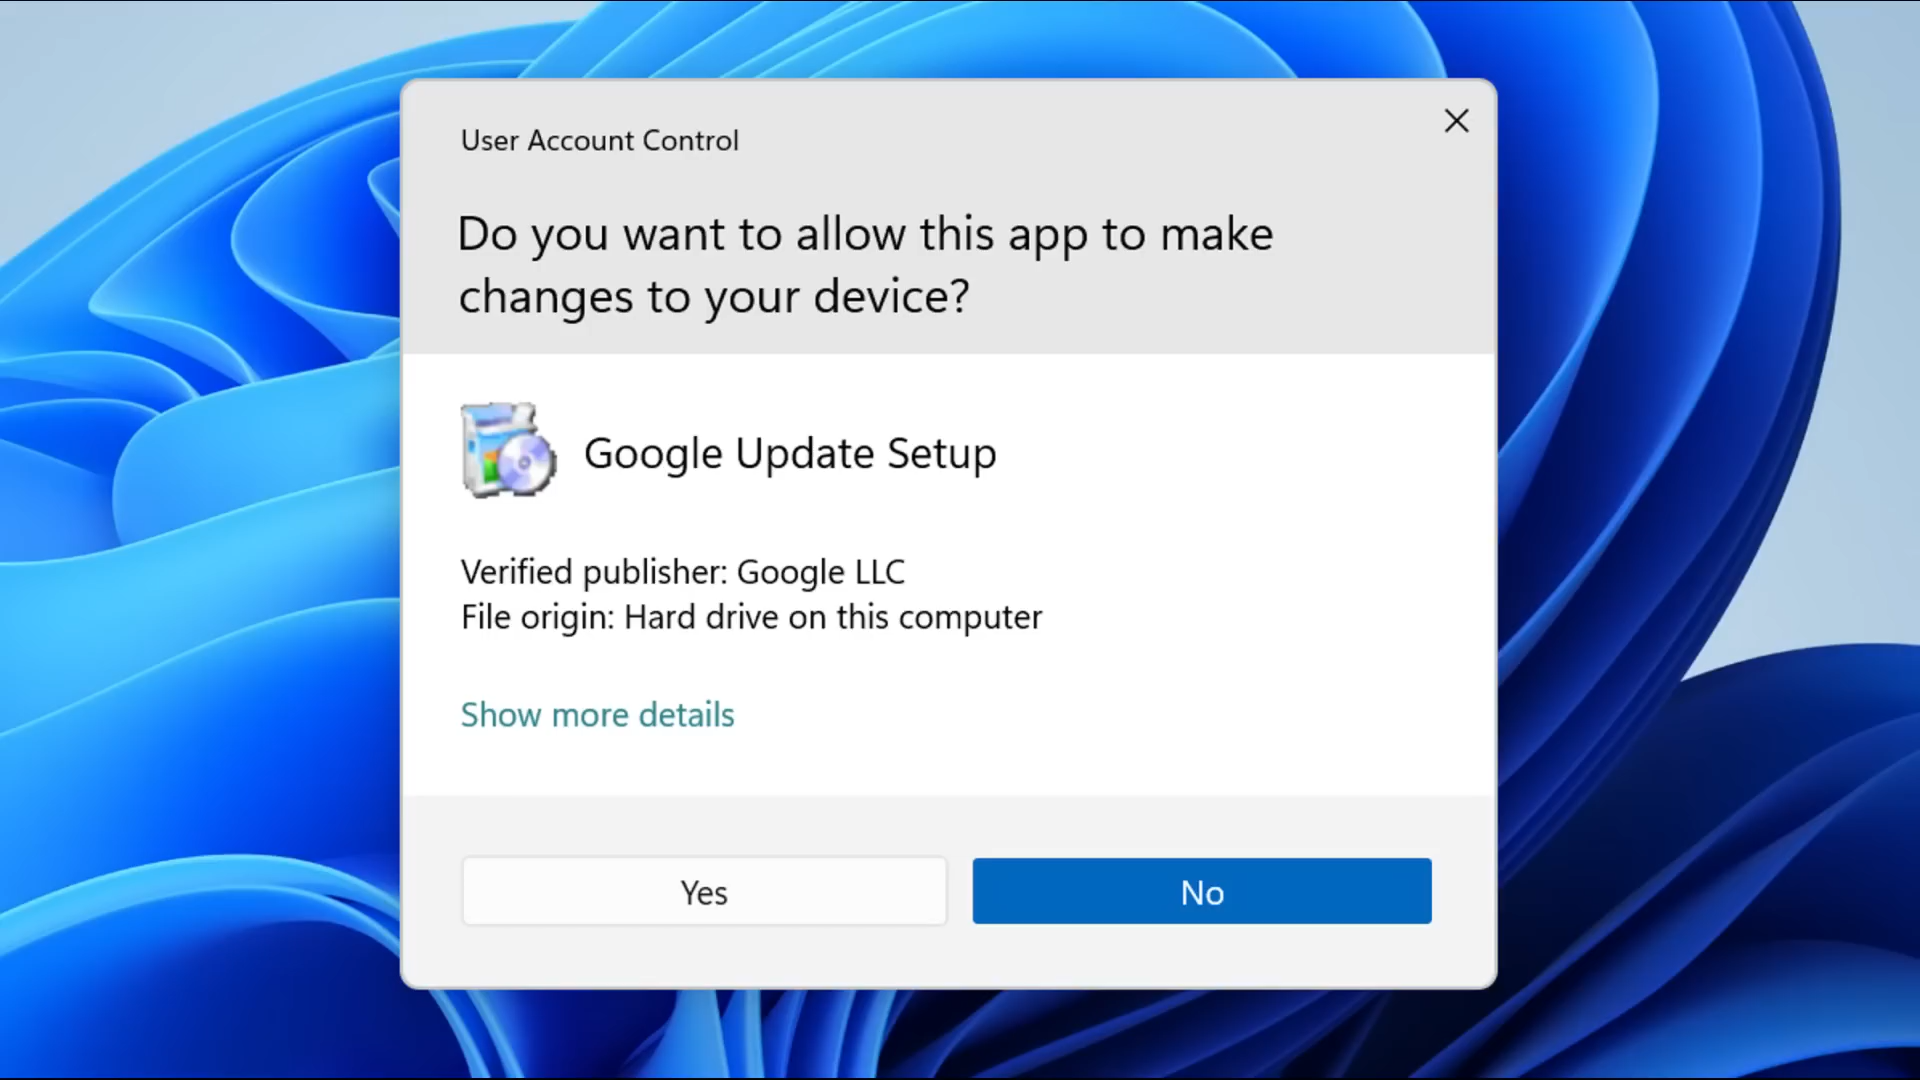 User Account Control
Do you want to allow this app to make
changes to your device?
Google Update Setup
Verified publisher: Google LLC
File origin: Hard drive on this computer
Show more details
Yes
No